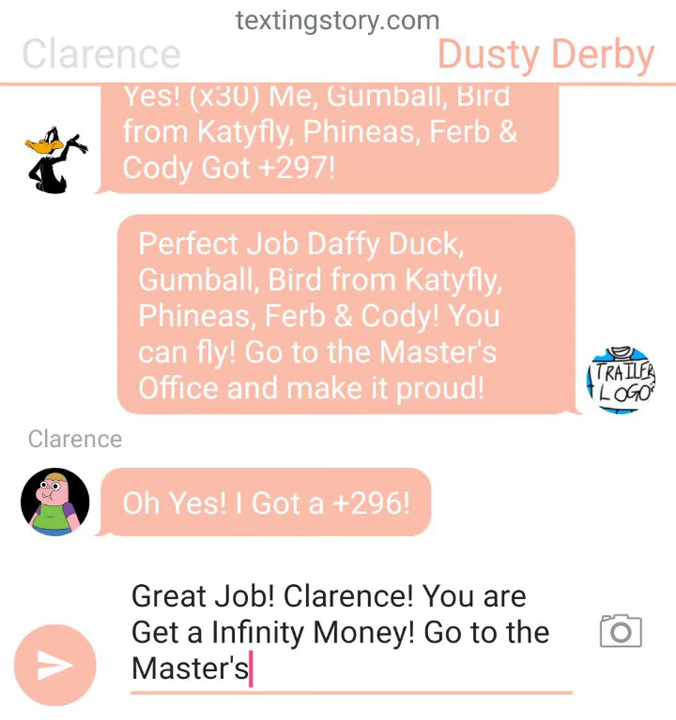 textingstory.com
Clarence
Dusty Derby
Yes! (x30) Me, Gumball, Bird
from Katyfly, Phineas, Ferb &
Cody Got +297!
Perfect Job Daffy Duck,
Gumball, Bird from Katyfly,
Phineas, Ferb & Cody! You
can fly! Go to the Master's
Office and make it proud!
TRAILER
LOGO
Clarence
Oh Yes! I Got a +296!
Great Job! Clarence! You are
Get a Infinity Money! Go to the
Master's